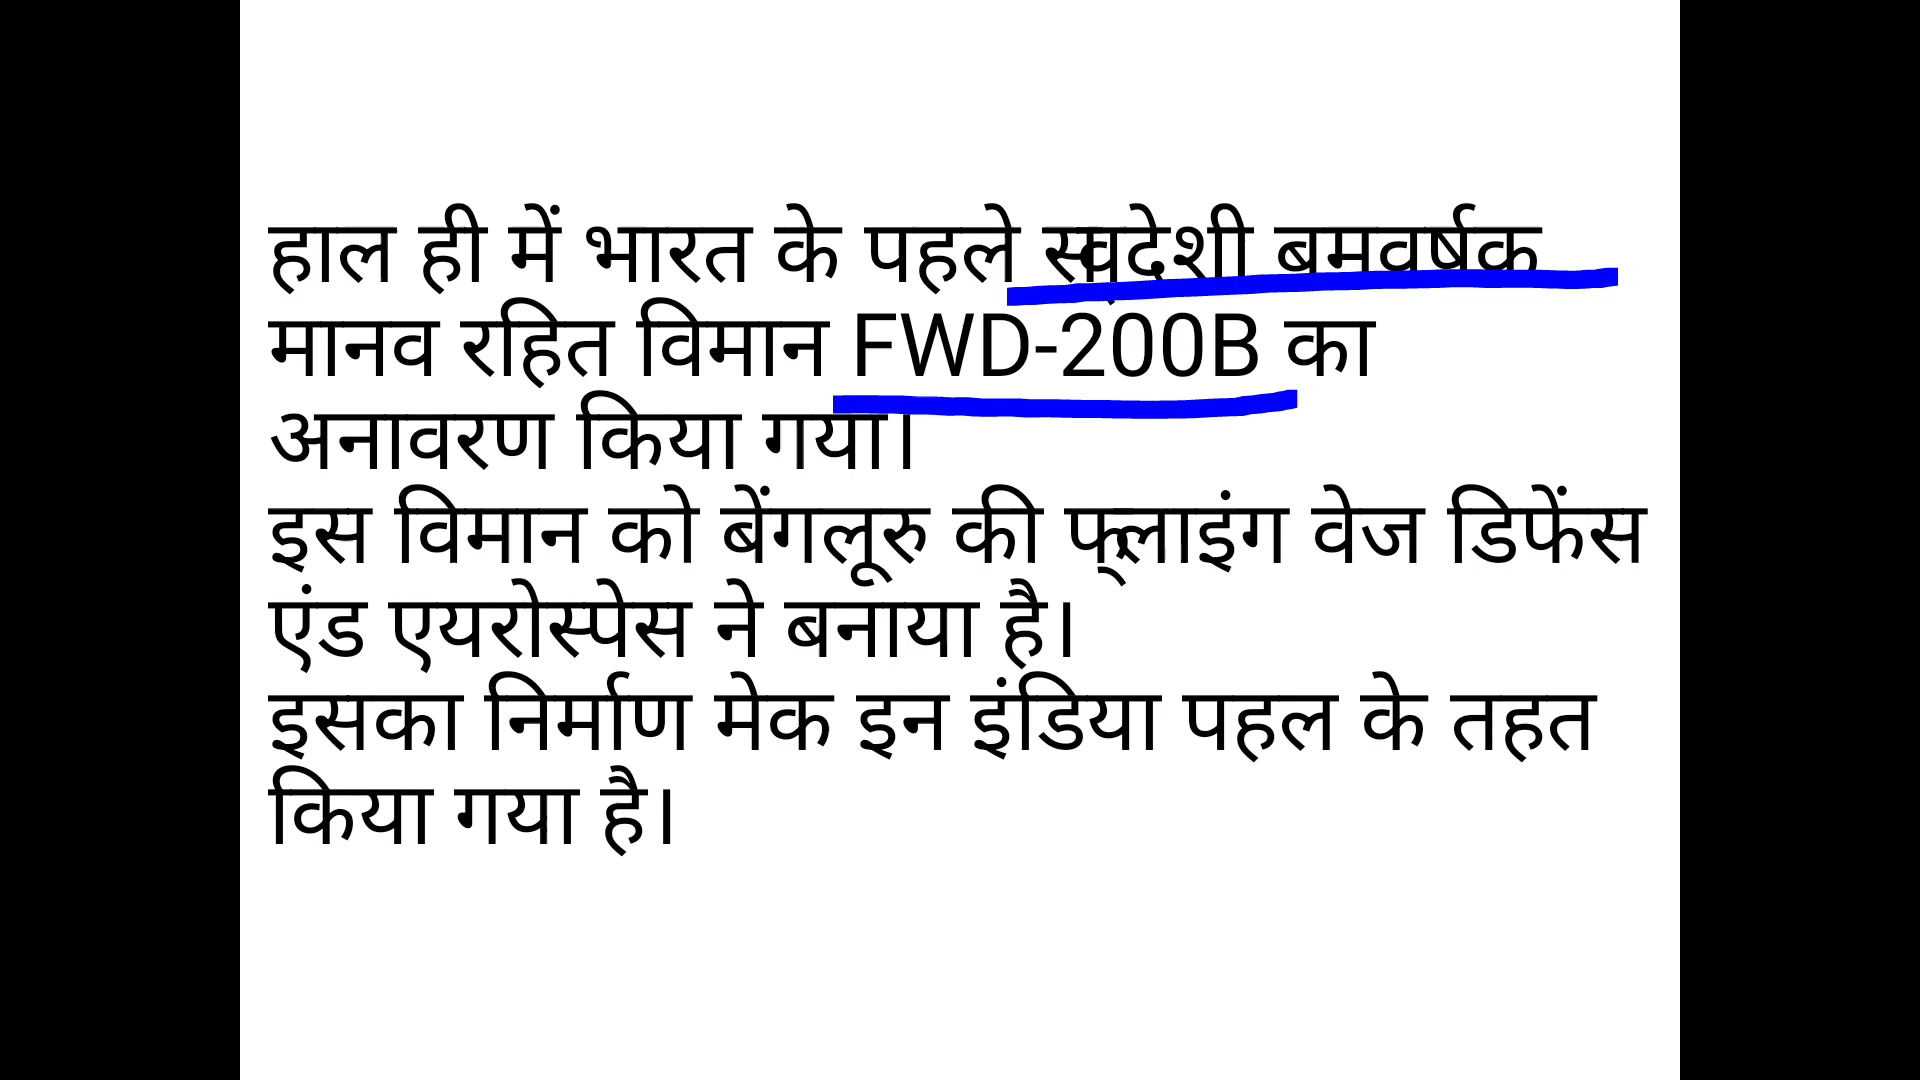 हाल ही में भारत के पहले स्वदेशी बमवर्षक
मानव रहित विमान FWD-200B का
अनावरण किया गया।
इस विमान को बेंगलूरु की फ्लाइंग वेज डिफेंस
एंड एयरोस्पेस ने बनाया है।
इसका निर्माण मेक इन इंडिया पहल के तहत
किया गया है।